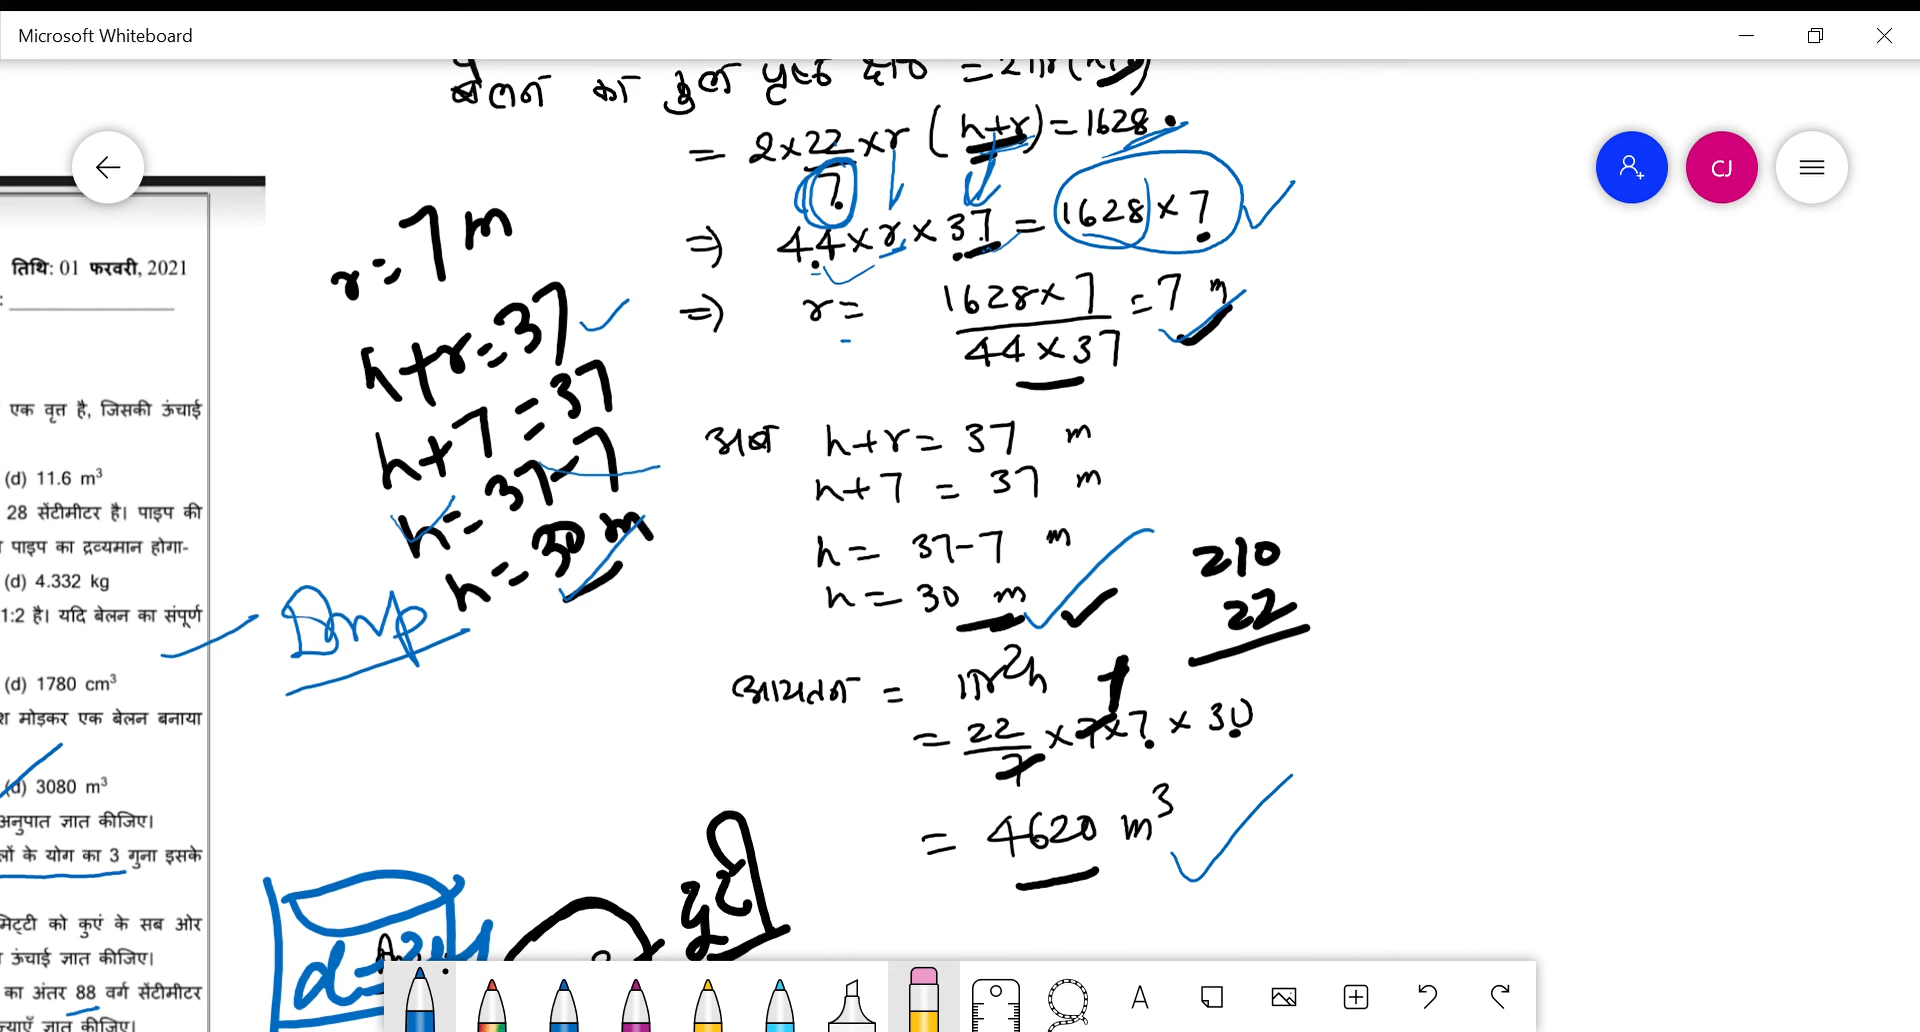 Microsoft Whiteboard
CJ
तिथि: 01 फरवरी, 2021
एक वृत्त है, जिसकी ऊंचाई
(d) 11.6 m³
28 सेंटीमीटर है। पाइप की
पाइप का द्रव्यमान होगा-
(d) 4.332 kg
1:2 है। यदि बेलन का संपूर्ण
(d) 1780 cm³
मोड़कर एक बेलन बनाया
(d) 3080 m³
अनुपात ज्ञात कीजिए।
के योग का 3 गुना इसके
मिट्टी को कुएं के सब ओर
ऊंचाई ज्ञात कीजिए।
का अंतर 88 वर्ग सेंटीमीटर
ज्ञात कीजिए।
r = 7 m
h+r = 37
h+7 = 37
h = 37-7
h = 30 m
Imp
बेलन का कुल पृष्ठ = 2πr(h+r)
= 2×22/7×r (h+r) = 1628
⇒ 44×r×37 = 1628×7
⇒ r = 1628×7/44×37 = 7 m
अब h+r = 37 m
h+7 = 37 m
h = 37-7 m
h = 30 m
210
22
आयतन = πr²h
= 22/7 ×7×7 × 30
= 4620 m³
d=
A